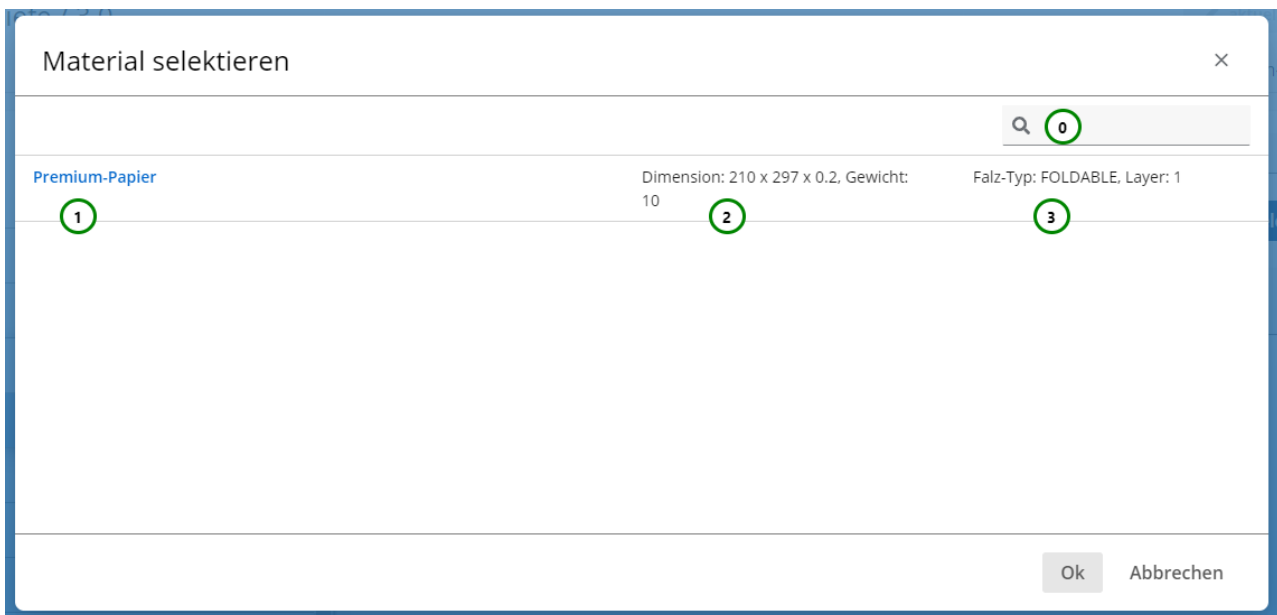 Material selektieren
×
0
Premium-Papier
Dimension: 210 x 297 x 0.2, Gewicht:
10
Falz-Typ: FOLDABLE, Layer: 1
1
2
3
Ok Abbrechen